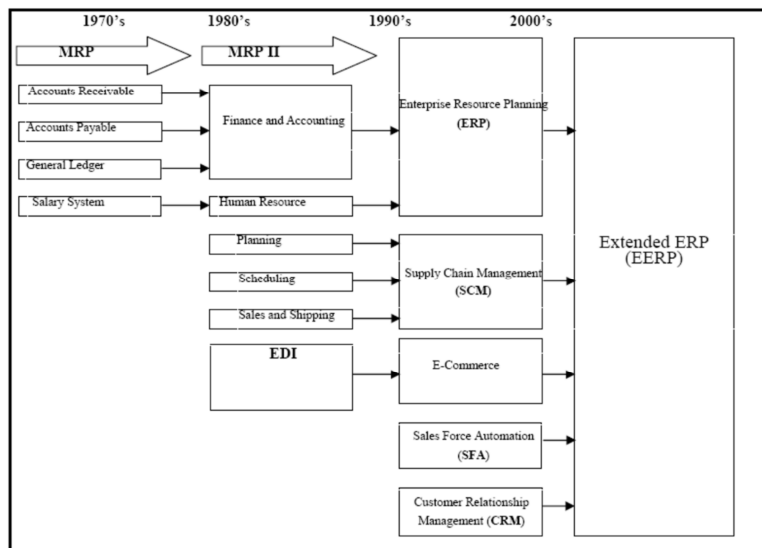 1970's 1980's 1990's 2000's
MRP
MRP II
Accounts Receivable
Accounts Payable
General Ledger
Salary System
Finance and Accounting
Human Resource
Planning
Scheduling
Sales and Shipping
EDI
Enterprise Resource Planning
(ERP)
Supply Chain Management
(SCM)
E-Commerce
Sales Force Automation
(SFA)
Customer Relationship
Management (CRM)
Extended ERP
(EERP)